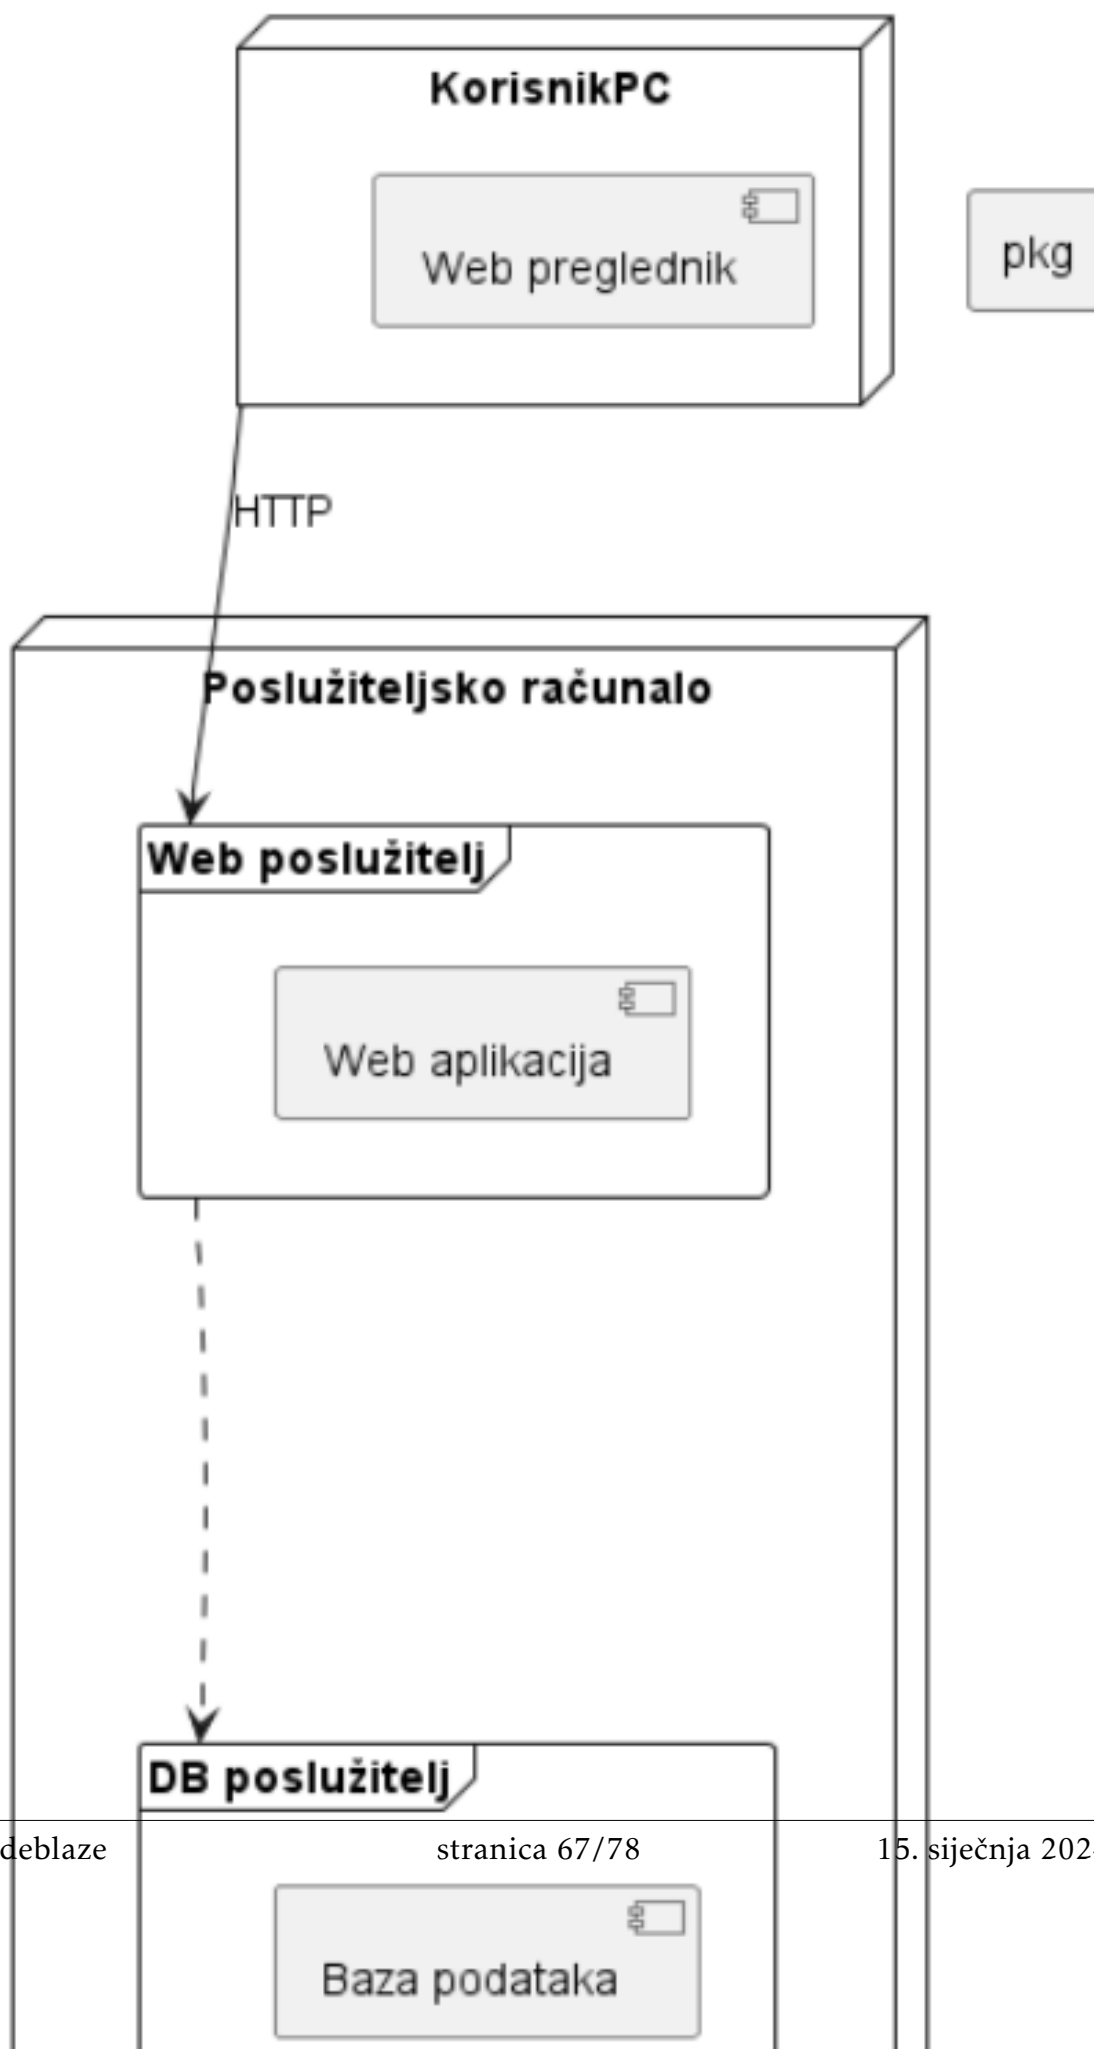 KorisnikPC
Web preglednik
pkg
HTTP
Poslužiteljsko računalo
Web poslužitelj
Web aplikacija
DB poslužitelj
deblaze
stranica 67/78
15. siječnja 202
Baza podataka